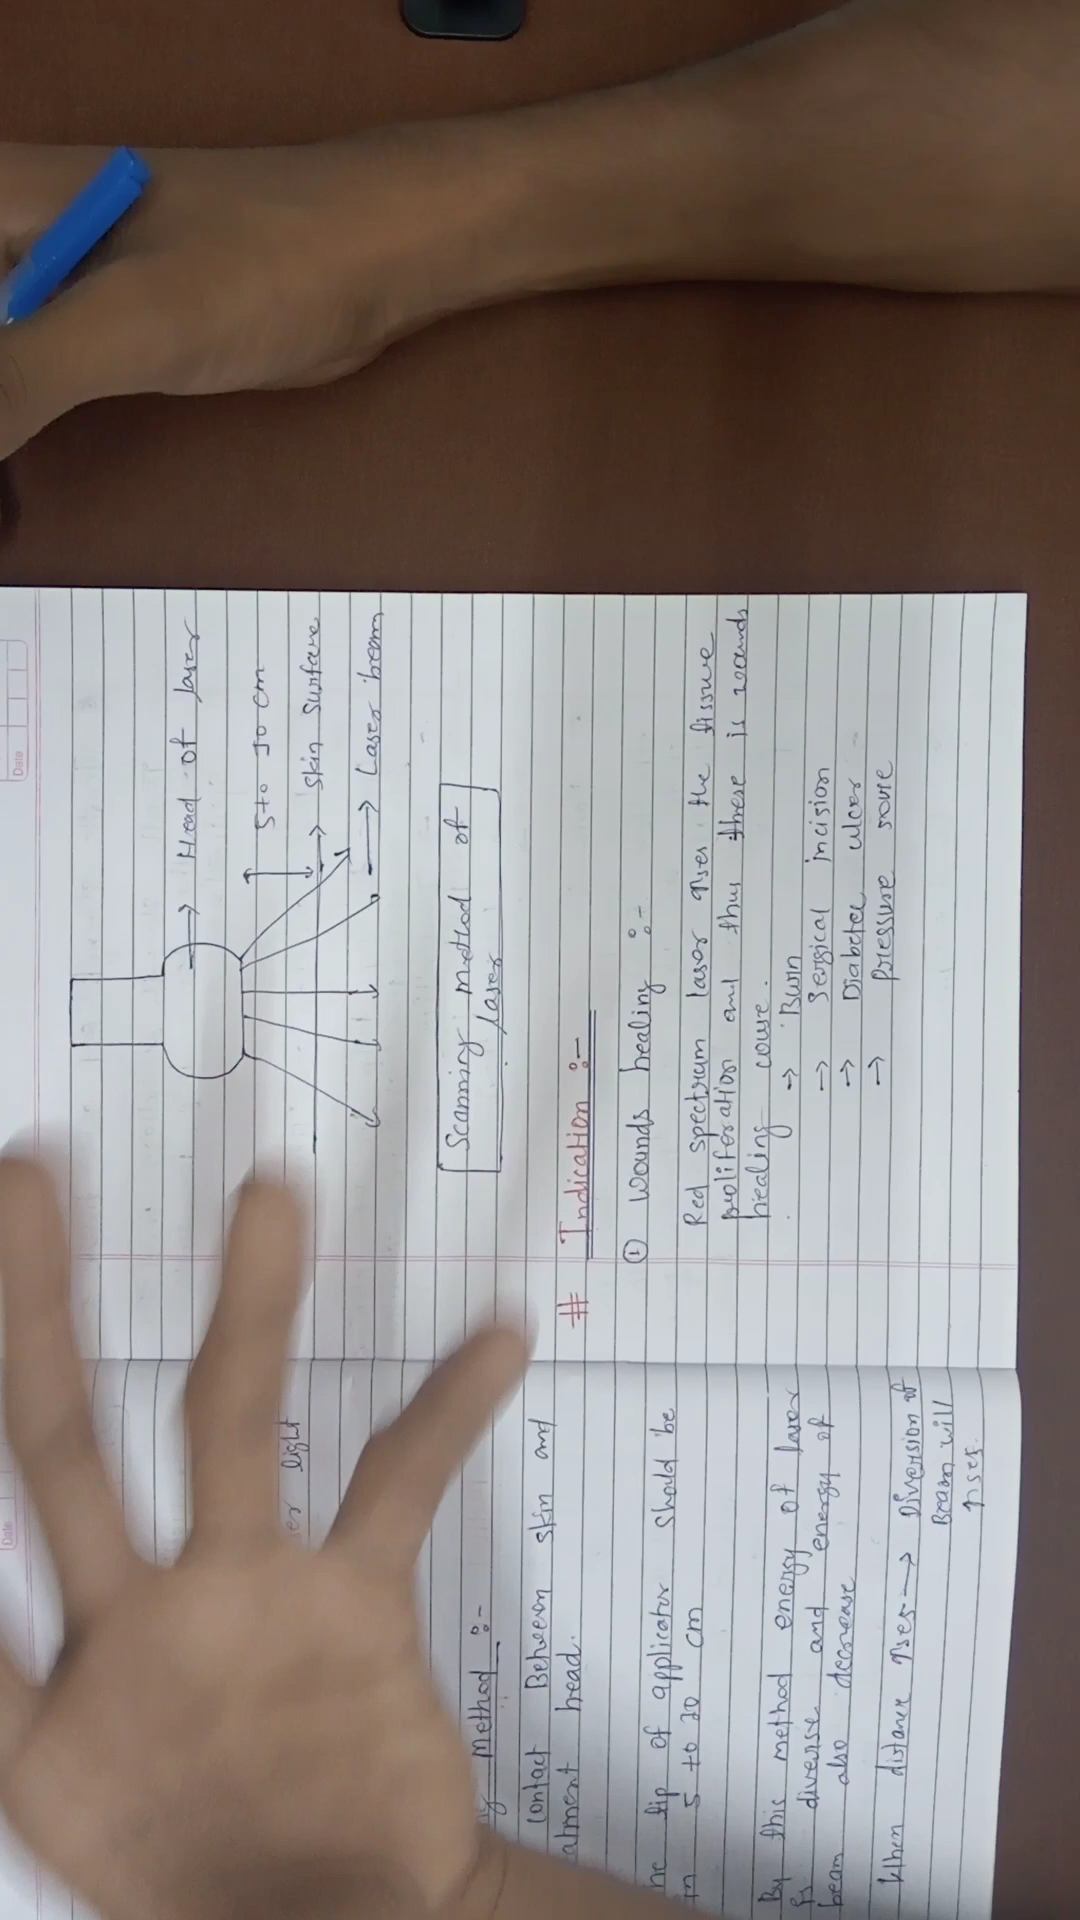 Date
er light
Method :-
contact Between skin and
atment head.
he tip of applicator should be
in 5 to 20 cm
By this method energy of laser
is diverse and energy of
beam also decrease
When distance rises → Diversion of
Beam will
rises.
Date
→ Head of laser
5 to 10 cm
→ skin surface
→ Laser beam
Scanning method of
laser
# Indication :-
① Wounds healing :-
Red spectrum laser rises the tissue
proliferation and thus there is wounds
healing course.
→ Burn
→ Sergical incision
→ Diabetec ulcer
→ Pressure soure